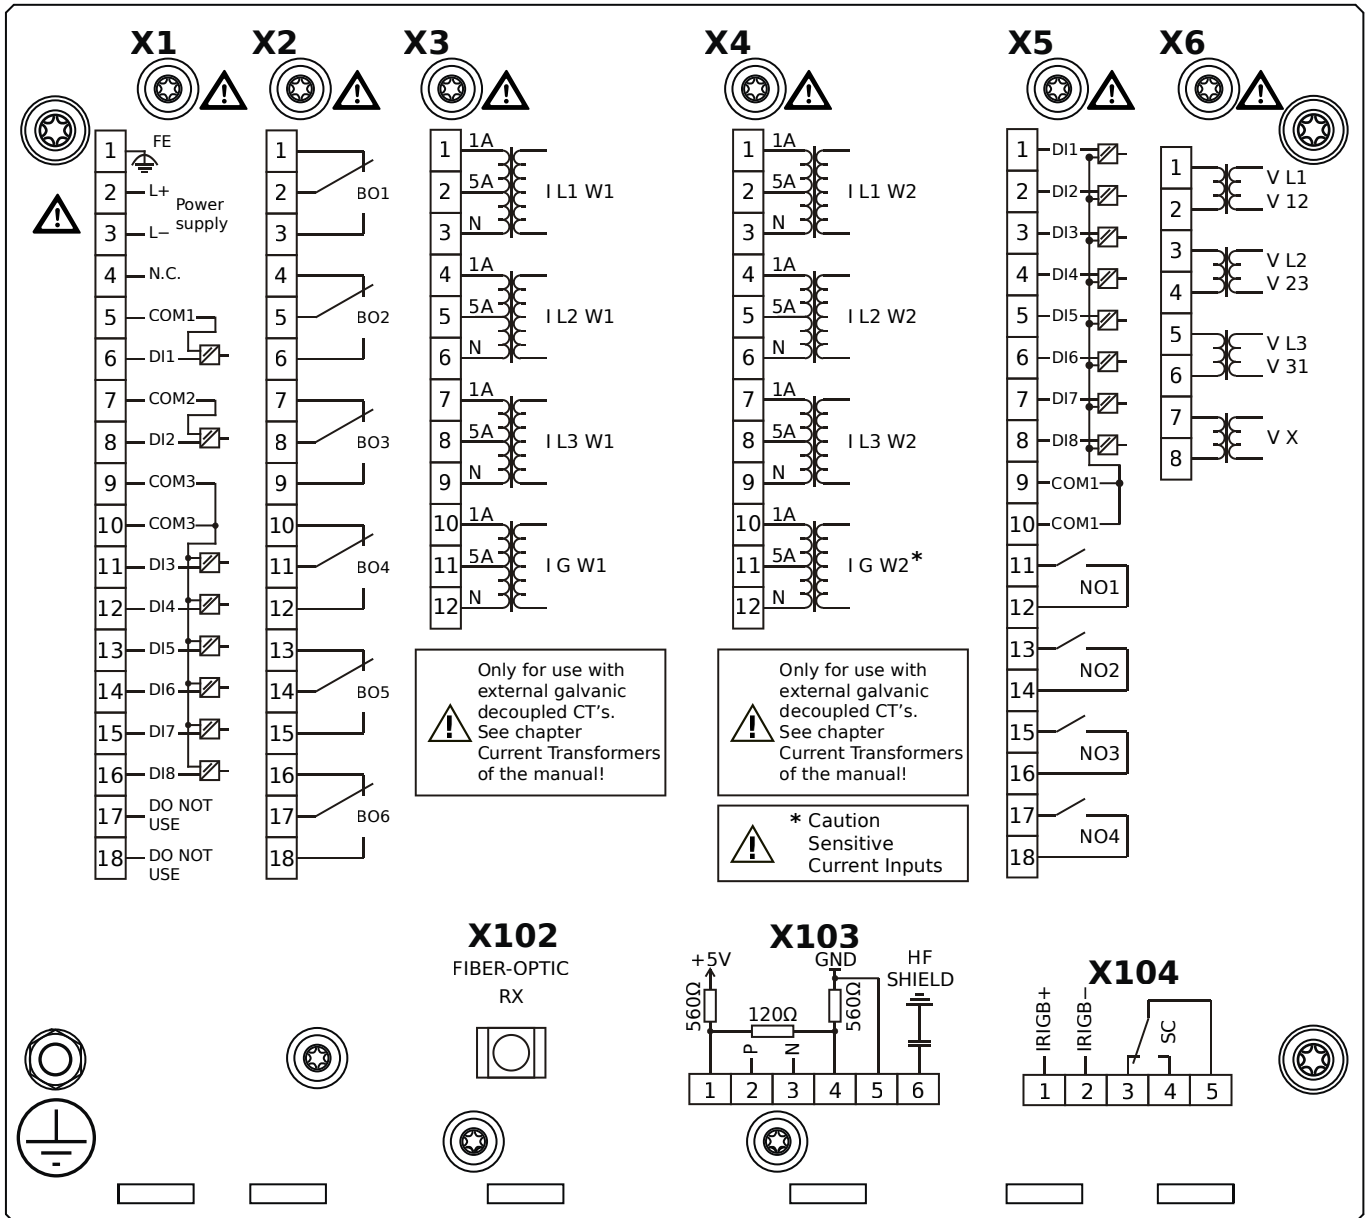 X1
X2
X3
X4
X5
X6
1 FE
2 L+
3 L−
Power
supply
4 N.C.
5 COM1
6 DI1
7 COM2
8 DI2
9 COM3
10 COM3
11 DI3
12 DI4
13 DI5
14 DI6
15 DI7
16 DI8
17 DO NOT
USE
18 DO NOT
USE
1
2 BO1
3
4
5 BO2
6
7
8 BO3
9
10
11 BO4
12
13
14 BO5
15
16
17 BO6
18
1 1A
2 5A I L1 W1
3 N
4 1A
5 5A I L2 W1
6 N
7 1A
8 5A I L3 W1
9 N
10 1A
11 5A I G W1
12 N
Only for use with
external galvanic
decoupled CT's.
See chapter
Current Transformers
of the manual!
1 1A
2 5A I L1 W2
3 N
4 1A
5 5A I L2 W2
6 N
7 1A
8 5A I L3 W2
9 N
10 1A
11 5A I G W2*
12 N
Only for use with
external galvanic
decoupled CT's.
See chapter
Current Transformers
of the manual!
* Caution
Sensitive
Current Inputs
1 DI1
2 DI2
3 DI3
4 DI4
5 DI5
6 DI6
7 DI7
8 DI8
9 COM1
10 COM1
11
NO1
12
13
NO2
14
15
NO3
16
17
NO4
18
1
V L1
V 12
2
3
V L2
V 23
4
5
V L3
V 31
6
7
V X
8
X102
FIBER-OPTIC
RX
X103
+5V
GND
HF
SHIELD
560Ω
120Ω
560Ω
P
N
1 2 3 4 5 6
X104
IRIGB+
IRIGB−
SC
1 2 3 4 5